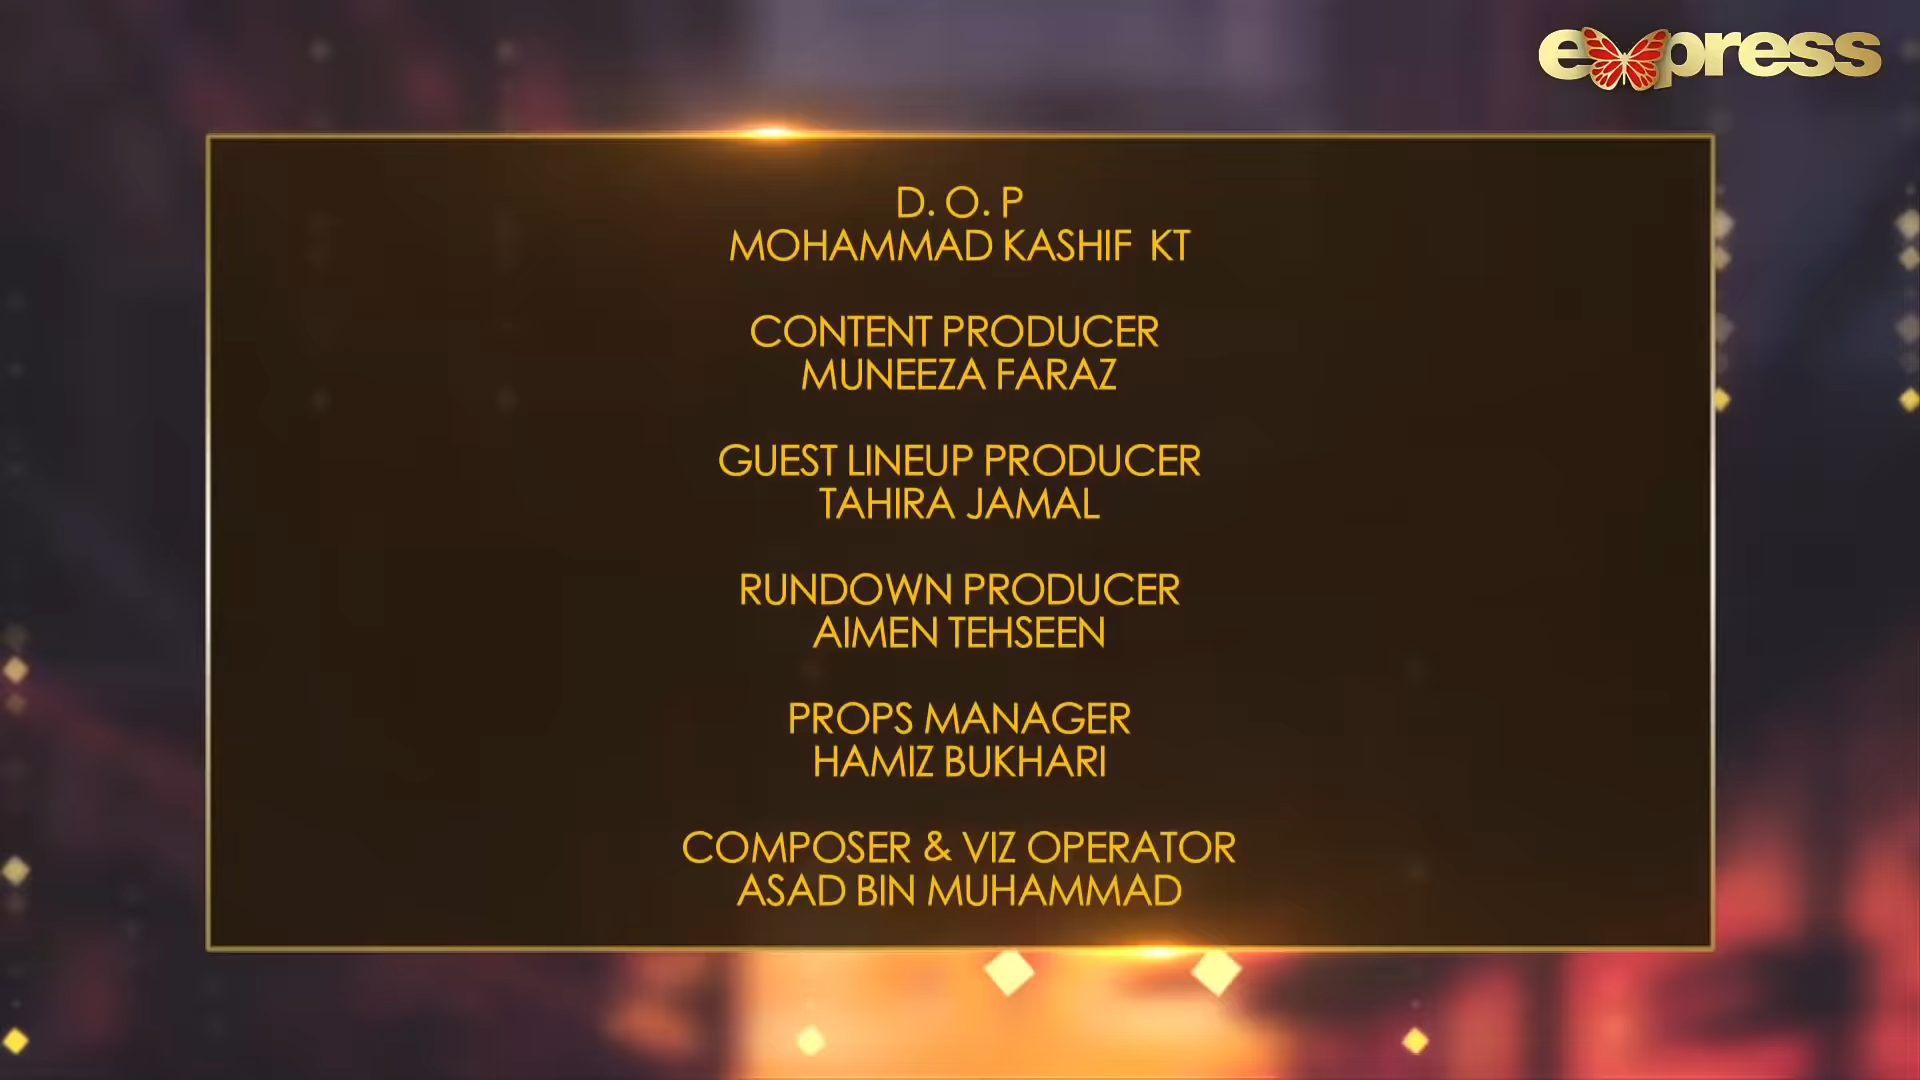 express
D. O. P
MOHAMMAD KASHIF KT
CONTENT PRODUCER
MUNEEZA FARAZ
GUEST LINEUP PRODUCER
TAHIRA JAMAL
RUNDOWN PRODUCER
AIMEN TEHSEEN
PROPS MANAGER
HAMIZ BUKHARI
COMPOSER & VIZ OPERATOR
ASAD BIN MUHAMMAD